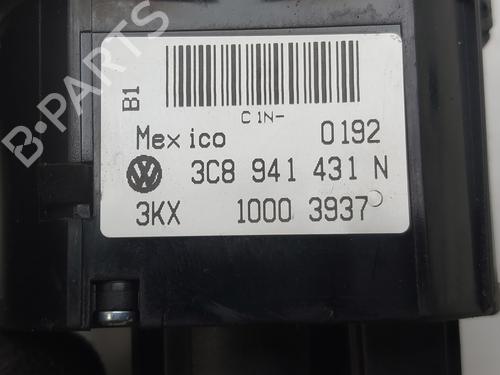 B-PARTS
B1
C 1N-
Mexico 0192
3C8 941 431 N
3KX 1000 3937